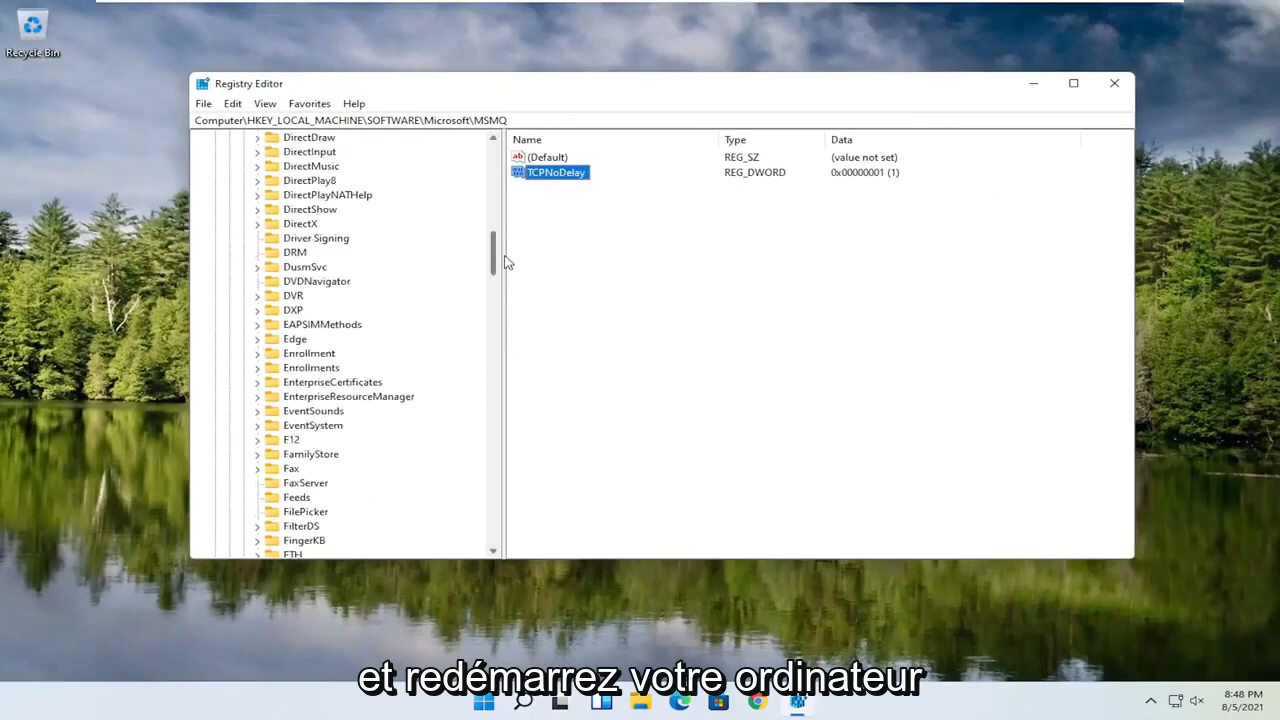 Recycle Bin
Registry Editor
File Edit View Favorites Help
Computer\HKEY_LOCAL_MACHINE\SOFTWARE\Microsoft\MSMQ
DirectDraw
DirectInput
DirectMusic
DirectPlay8
DirectPlayNATHelp
DirectShow
DirectX
Driver Signing
DRM
DusmSvc
DVDNavigator
DVR
DXP
EAPSIMMethods
Edge
Enrollment
Enrollments
EnterpriseCertificates
EnterpriseResourceManager
EventSounds
EventSystem
F12
FamilyStore
Fax
FaxServer
Feeds
FilePicker
FilterDS
FingerKB
FTH
Name Type Data
(Default) REG_SZ (value not set)
TCPNoDelay REG_DWORD 0x00000001 (1)
et redémarrez votre ordinateur
8:48 PM
8/5/2021